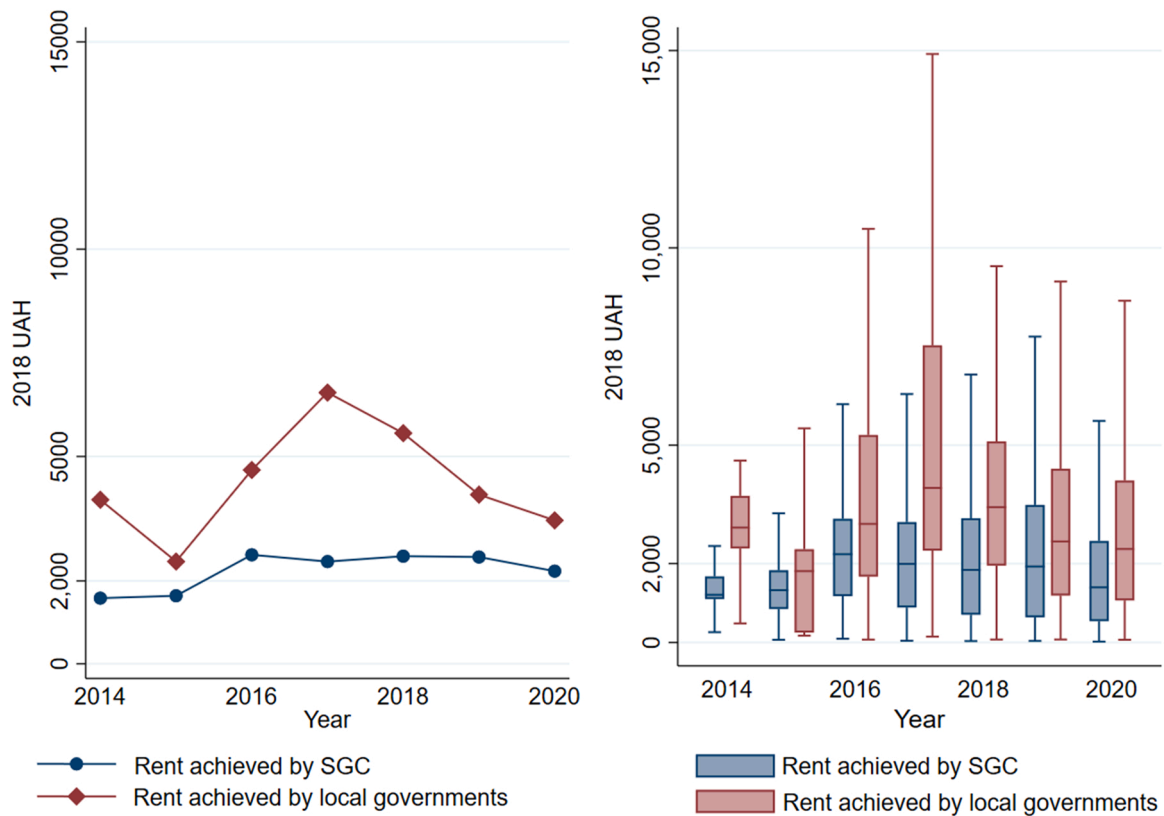 15000
10000
5000
2,000
0
2018 UAH
2014
2016
2018
2020
Year
Rent achieved by SGC
Rent achieved by local governments
15,000
10,000
5,000
2,000
0
2018 UAH
2014
2016
2018
2020
Year
Rent achieved by SGC
Rent achieved by local governments